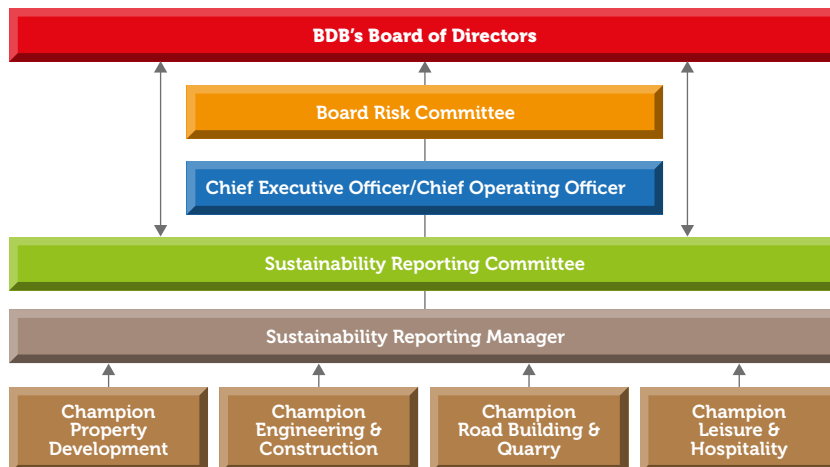 BDB's Board of Directors
Board Risk Committee
Chief Executive Officer/Chief Operating Officer
Sustainability Reporting Committee
Sustainability Reporting Manager
Champion
Property
Development
Champion
Engineering &
Construction
Champion
Road Building &
Quarry
Champion
Leisure &
Hospitality